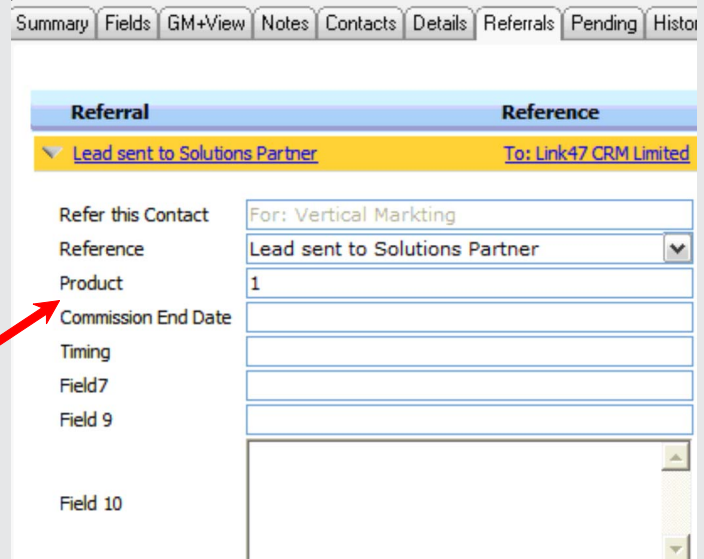 Summary Fields GM+View Notes Contacts Details Referrals Pending Histor
Referral Reference
Lead sent to Solutions Partner To: Link47 CRM Limited
Refer this Contact For: Vertical Markting
Reference Lead sent to Solutions Partner
Product 1
Commission End Date
Timing
Field7
Field 9
Field 10